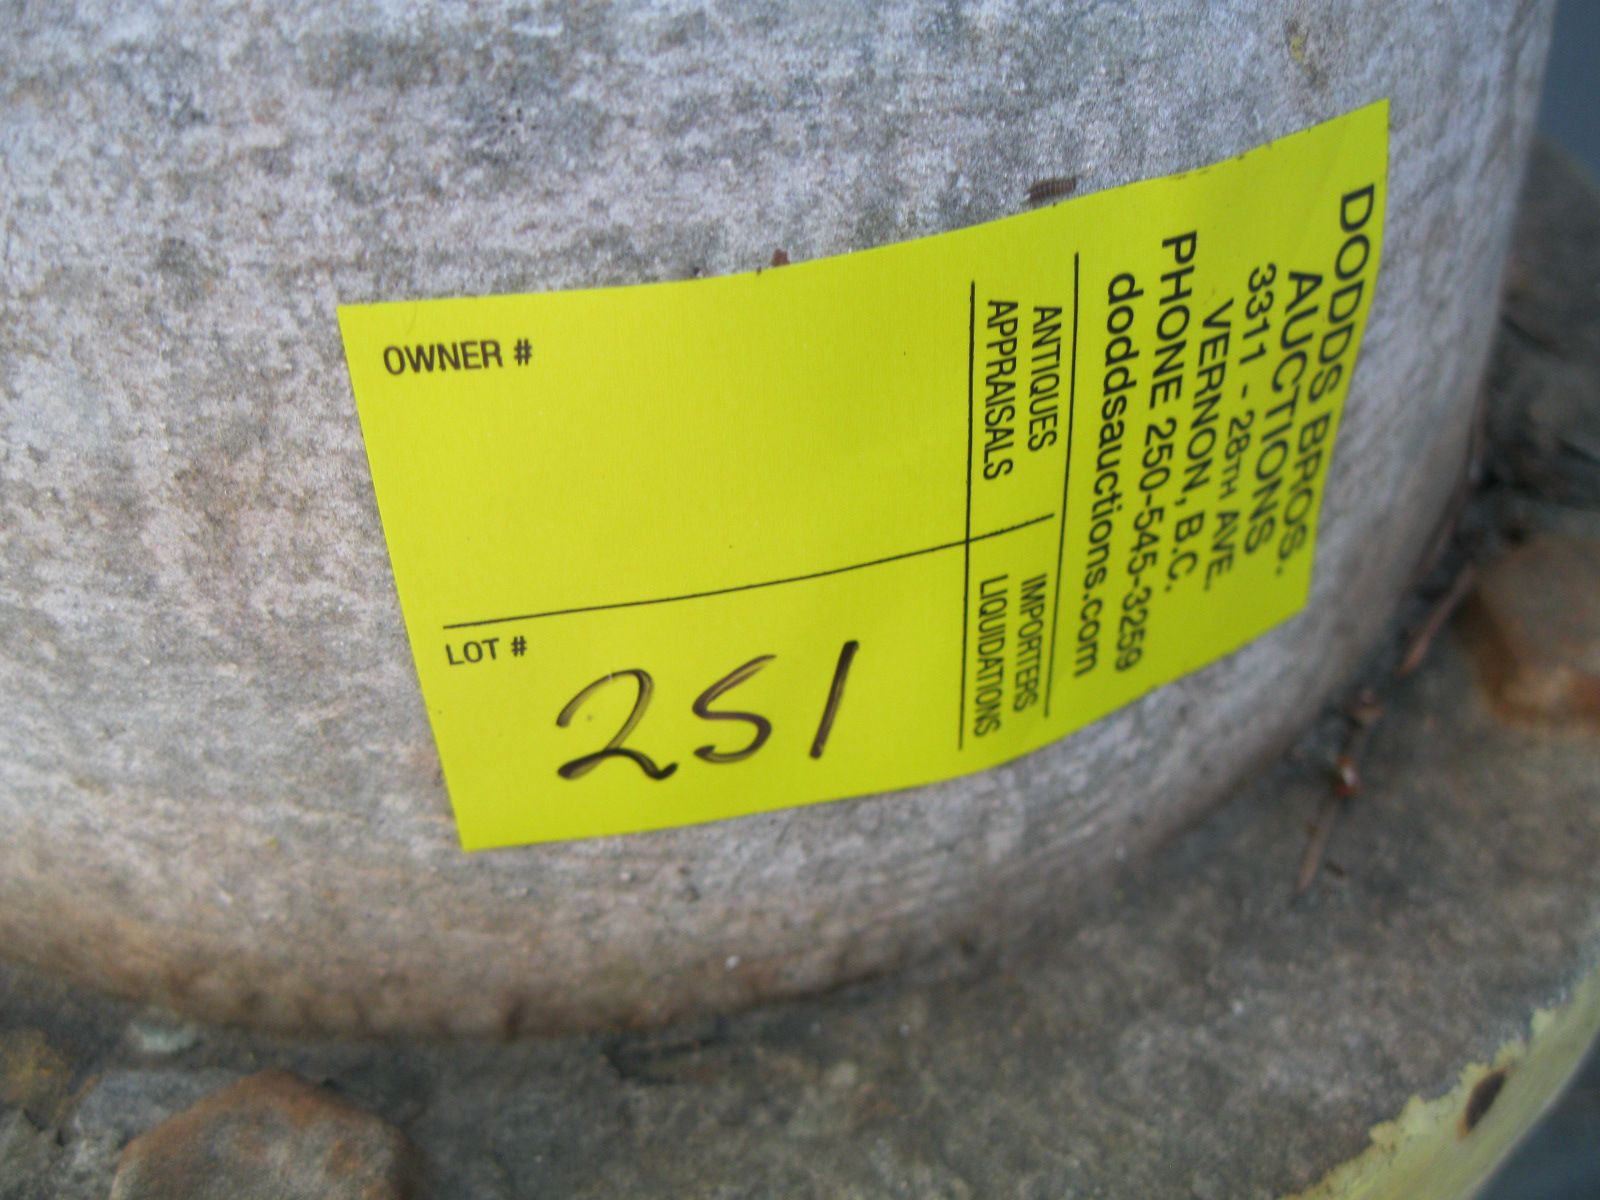 DODDS BROS.
AUCTIONS
3311 - 28TH AVE.
VERNON, B.C.
PHONE 250-545-3259
doddsauctions.com
ANTIQUES
APPRAISALS
IMPORTERS
LIQUIDATIONS
OWNER #
LOT #
251